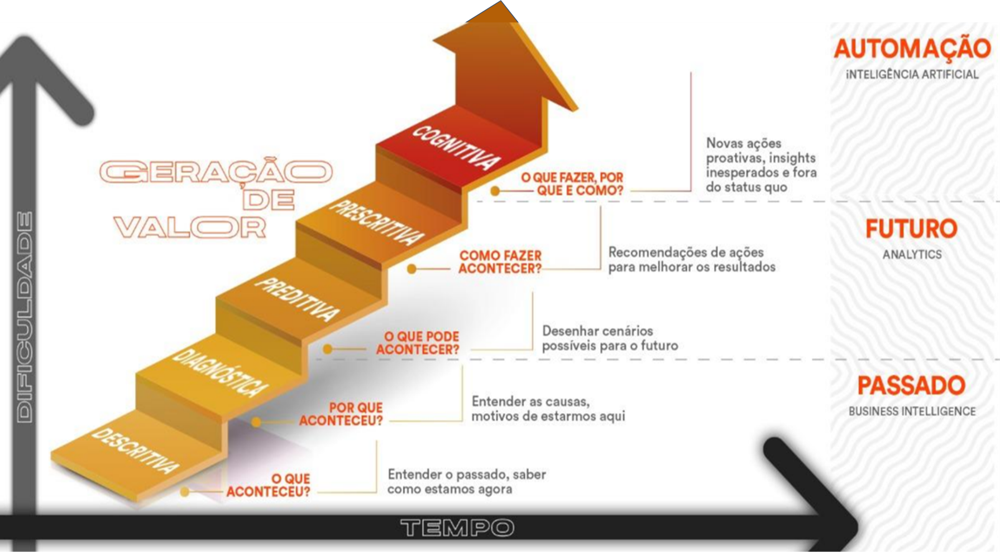 AUTOMAÇÃO
iNTELIGÊNCIA ARTIFICIAL
COGNITIVA
O QUE FAZER, POR
QUE E COMO?
Novas ações
proativas, insights
inesperados e fora
do status quo
GERAÇÃO
DE
VALOR
PRESCRITIVA
COMO FAZER
ACONTECER?
Recomendações de ações
para melhorar os resultados
FUTURO
ANALYTICS
PREDITIVA
O QUE PODE
ACONTECER?
Desenhar cenários
possíveis para o futuro
DIAGNÓSTICA
POR QUE
ACONTECEU?
Entender as causas,
motivos de estarmos aqui
PASSADO
BUSINESS INTELLIGENCE
DESCRITIVA
O QUE
ACONTECEU?
Entender o passado, saber
como estamos agora
DIFICULDADE
TEMPO